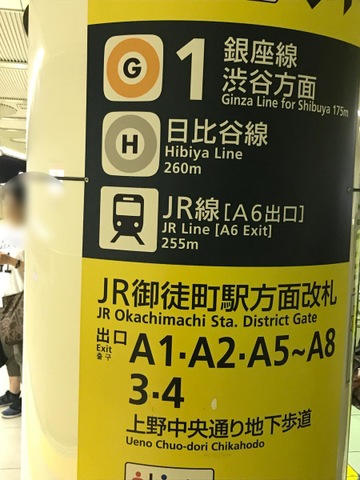 G 1 銀座線
渋谷方面
Ginza Line for Shibuya 175m
H 日比谷線
Hibiya Line
260m
JR線[A6出口]
JR Line [A6 Exit]
255m
JR御徒町駅方面改札
JR Okachimachi Sta. District Gate
出口 A1·A2·A5~A8
Exit
출구
3·4
上野中央通り地下歩道
Ueno Chuo-dori Chikahodo